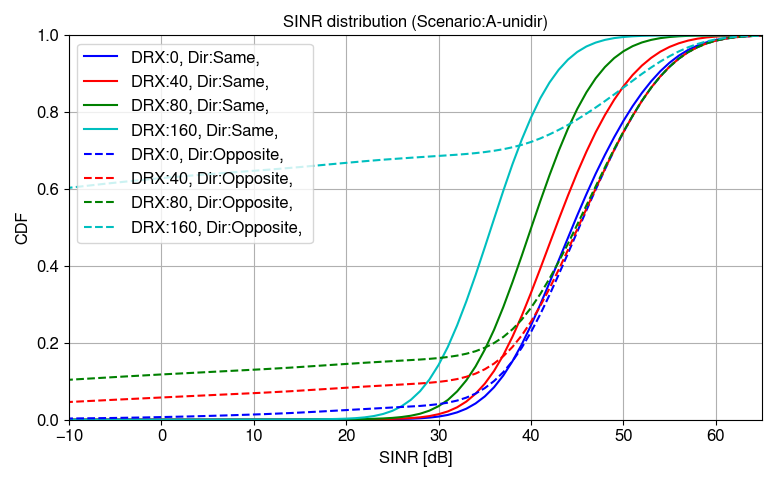 SINR distribution (Scenario:A-unidir)
1.0
0.8
0.6
0.4
0.2
0.0
CDF
DRX:0, Dir:Same,
DRX:40, Dir:Same,
DRX:80, Dir:Same,
DRX:160, Dir:Same,
DRX:0, Dir:Opposite,
DRX:40, Dir:Opposite,
DRX:80, Dir:Opposite,
DRX:160, Dir:Opposite,
−10 0 10 20 30 40 50 60
SINR [dB]